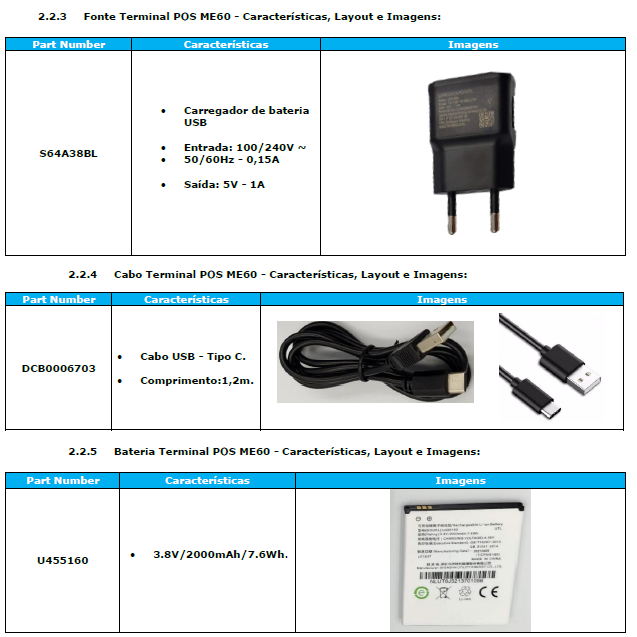 2.2.3 Fonte Terminal POS ME60 - Características, Layout e Imagens:
Part Number Características Imagens
S64A38BL
• Carregador de bateria
USB
• Entrada: 100/240V ~
• 50/60Hz - 0,15A
• Saída: 5V - 1A
2.2.4 Cabo Terminal POS ME60 - Características, Layout e Imagens:
Part Number Características Imagens
DCB0006703
• Cabo USB - Tipo C.
• Comprimento:1,2m.
2.2.5 Bateria Terminal POS ME60 - Características, Layout e Imagens:
Part Number Características Imagens
U455160
• 3.8V/2000mAh/7.6Wh.